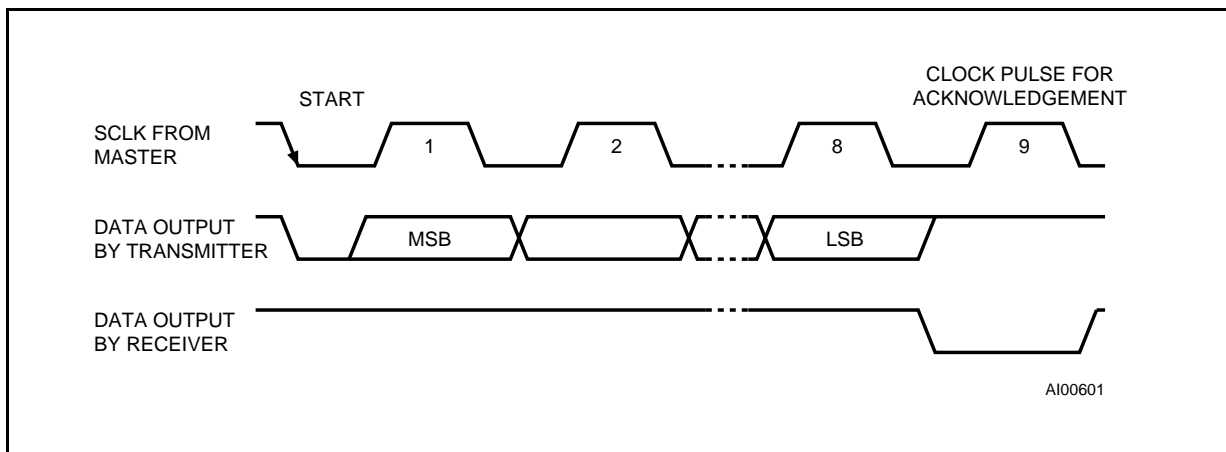 START
CLOCK PULSE FOR
ACKNOWLEDGEMENT
SCLK FROM
MASTER
1
2
8
9
DATA OUTPUT
BY TRANSMITTER
MSB
LSB
DATA OUTPUT
BY RECEIVER
AI00601